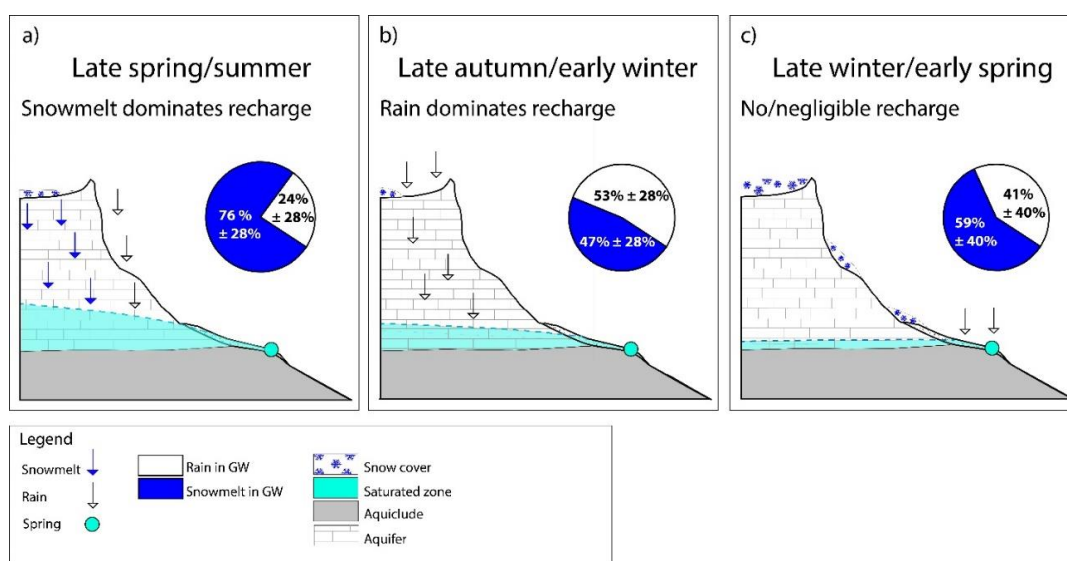 a)
Late spring/summer
Snowmelt dominates recharge
76 %
± 28%
24%
± 28%
b)
Late autumn/early winter
Rain dominates recharge
53% ± 28%
47% ± 28%
c)
Late winter/early spring
No/negligible recharge
41%
± 40%
59%
± 40%
Legend
Snowmelt
Rain
Spring
Rain in GW
Snowmelt in GW
Snow cover
Saturated zone
Aquiclude
Aquifer